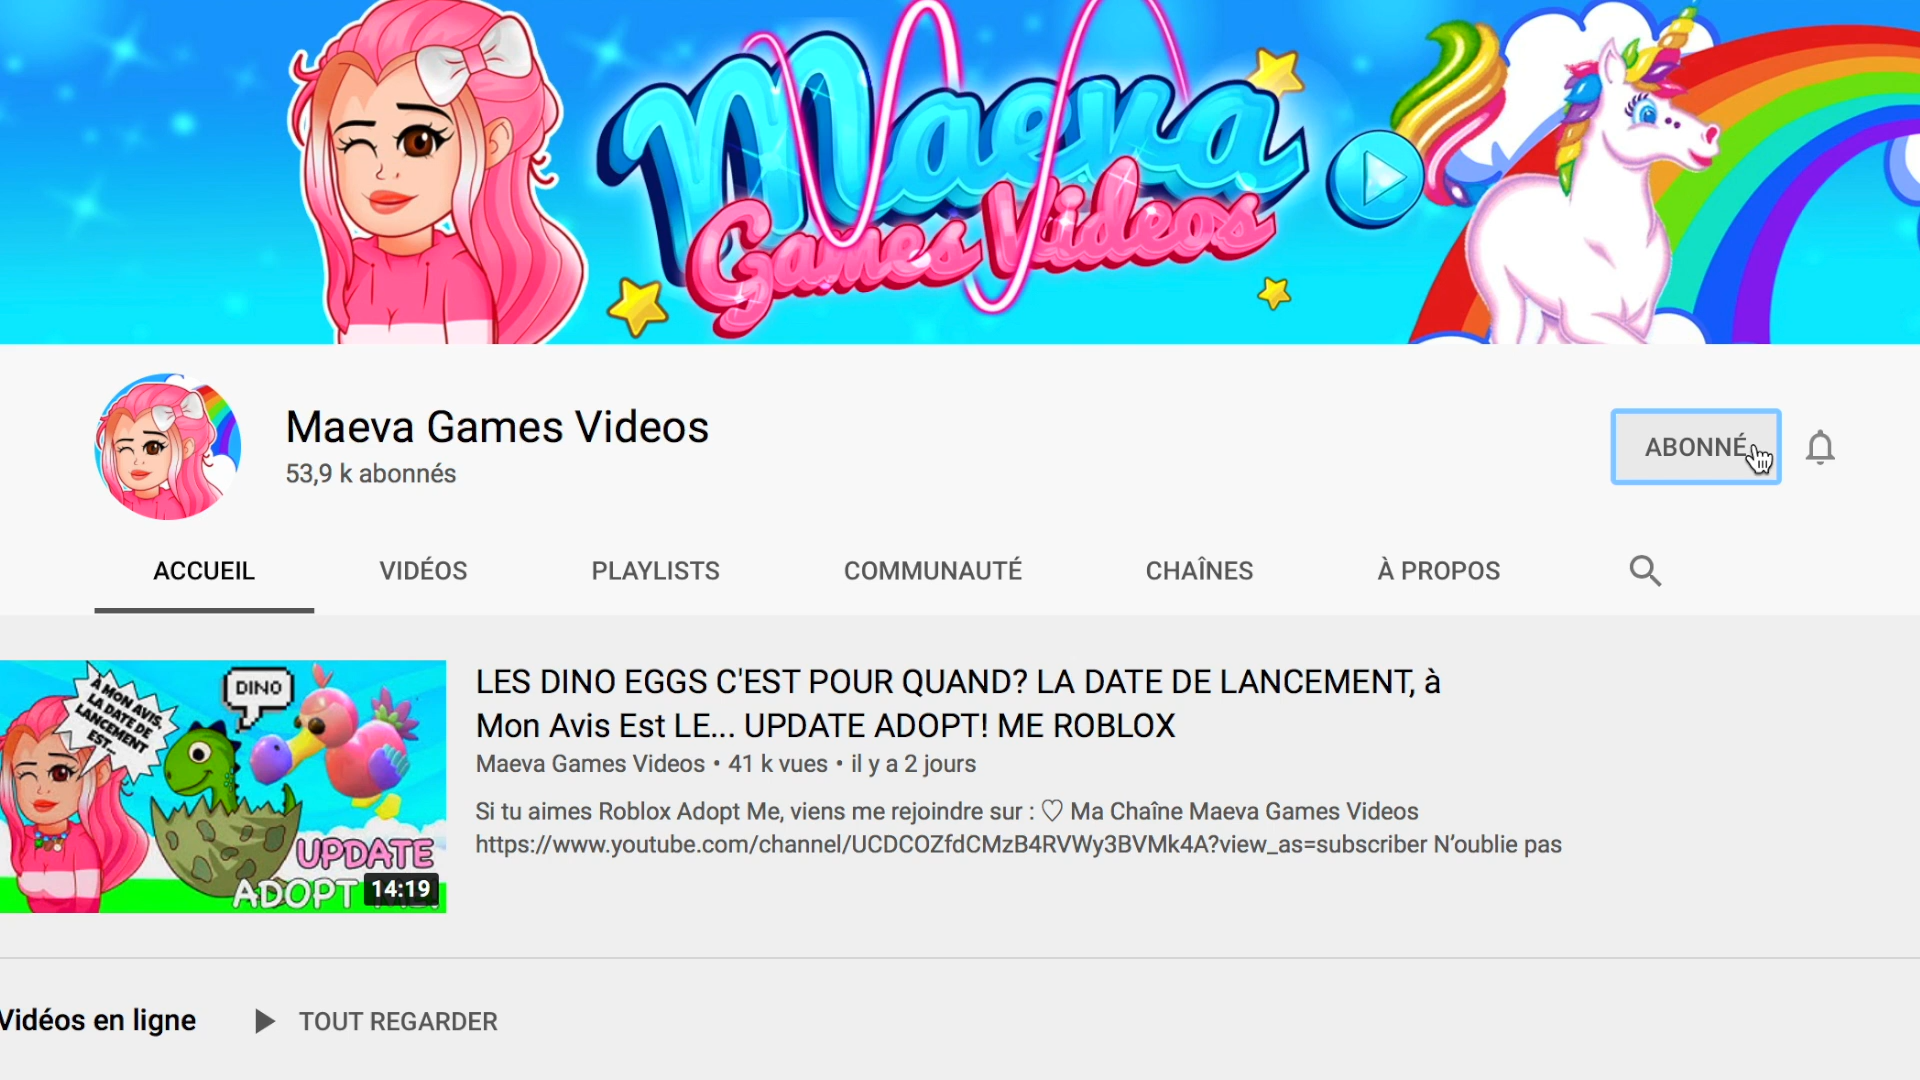 Maeva
Games Videos
Maeva Games Videos
53,9 k abonnés
ABONNÉ
ACCUEIL
VIDÉOS
PLAYLISTS
COMMUNAUTÉ
CHAÎNES
À PROPOS
À MON AVIS,
LA DATE DE
LANCEMENT
EST...
DINO
UPDATE
ADOPT ME!
14:19
LES DINO EGGS C'EST POUR QUAND? LA DATE DE LANCEMENT, à
Mon Avis Est LE... UPDATE ADOPT! ME ROBLOX
Maeva Games Videos • 41 k vues • il y a 2 jours
Si tu aimes Roblox Adopt Me, viens me rejoindre sur : ♡ Ma Chaîne Maeva Games Videos
https://www.youtube.com/channel/UCDCOZfdCMzB4RVWy3BVMk4A?view_as=subscriber N'oublie pas
Vidéos en ligne
TOUT REGARDER